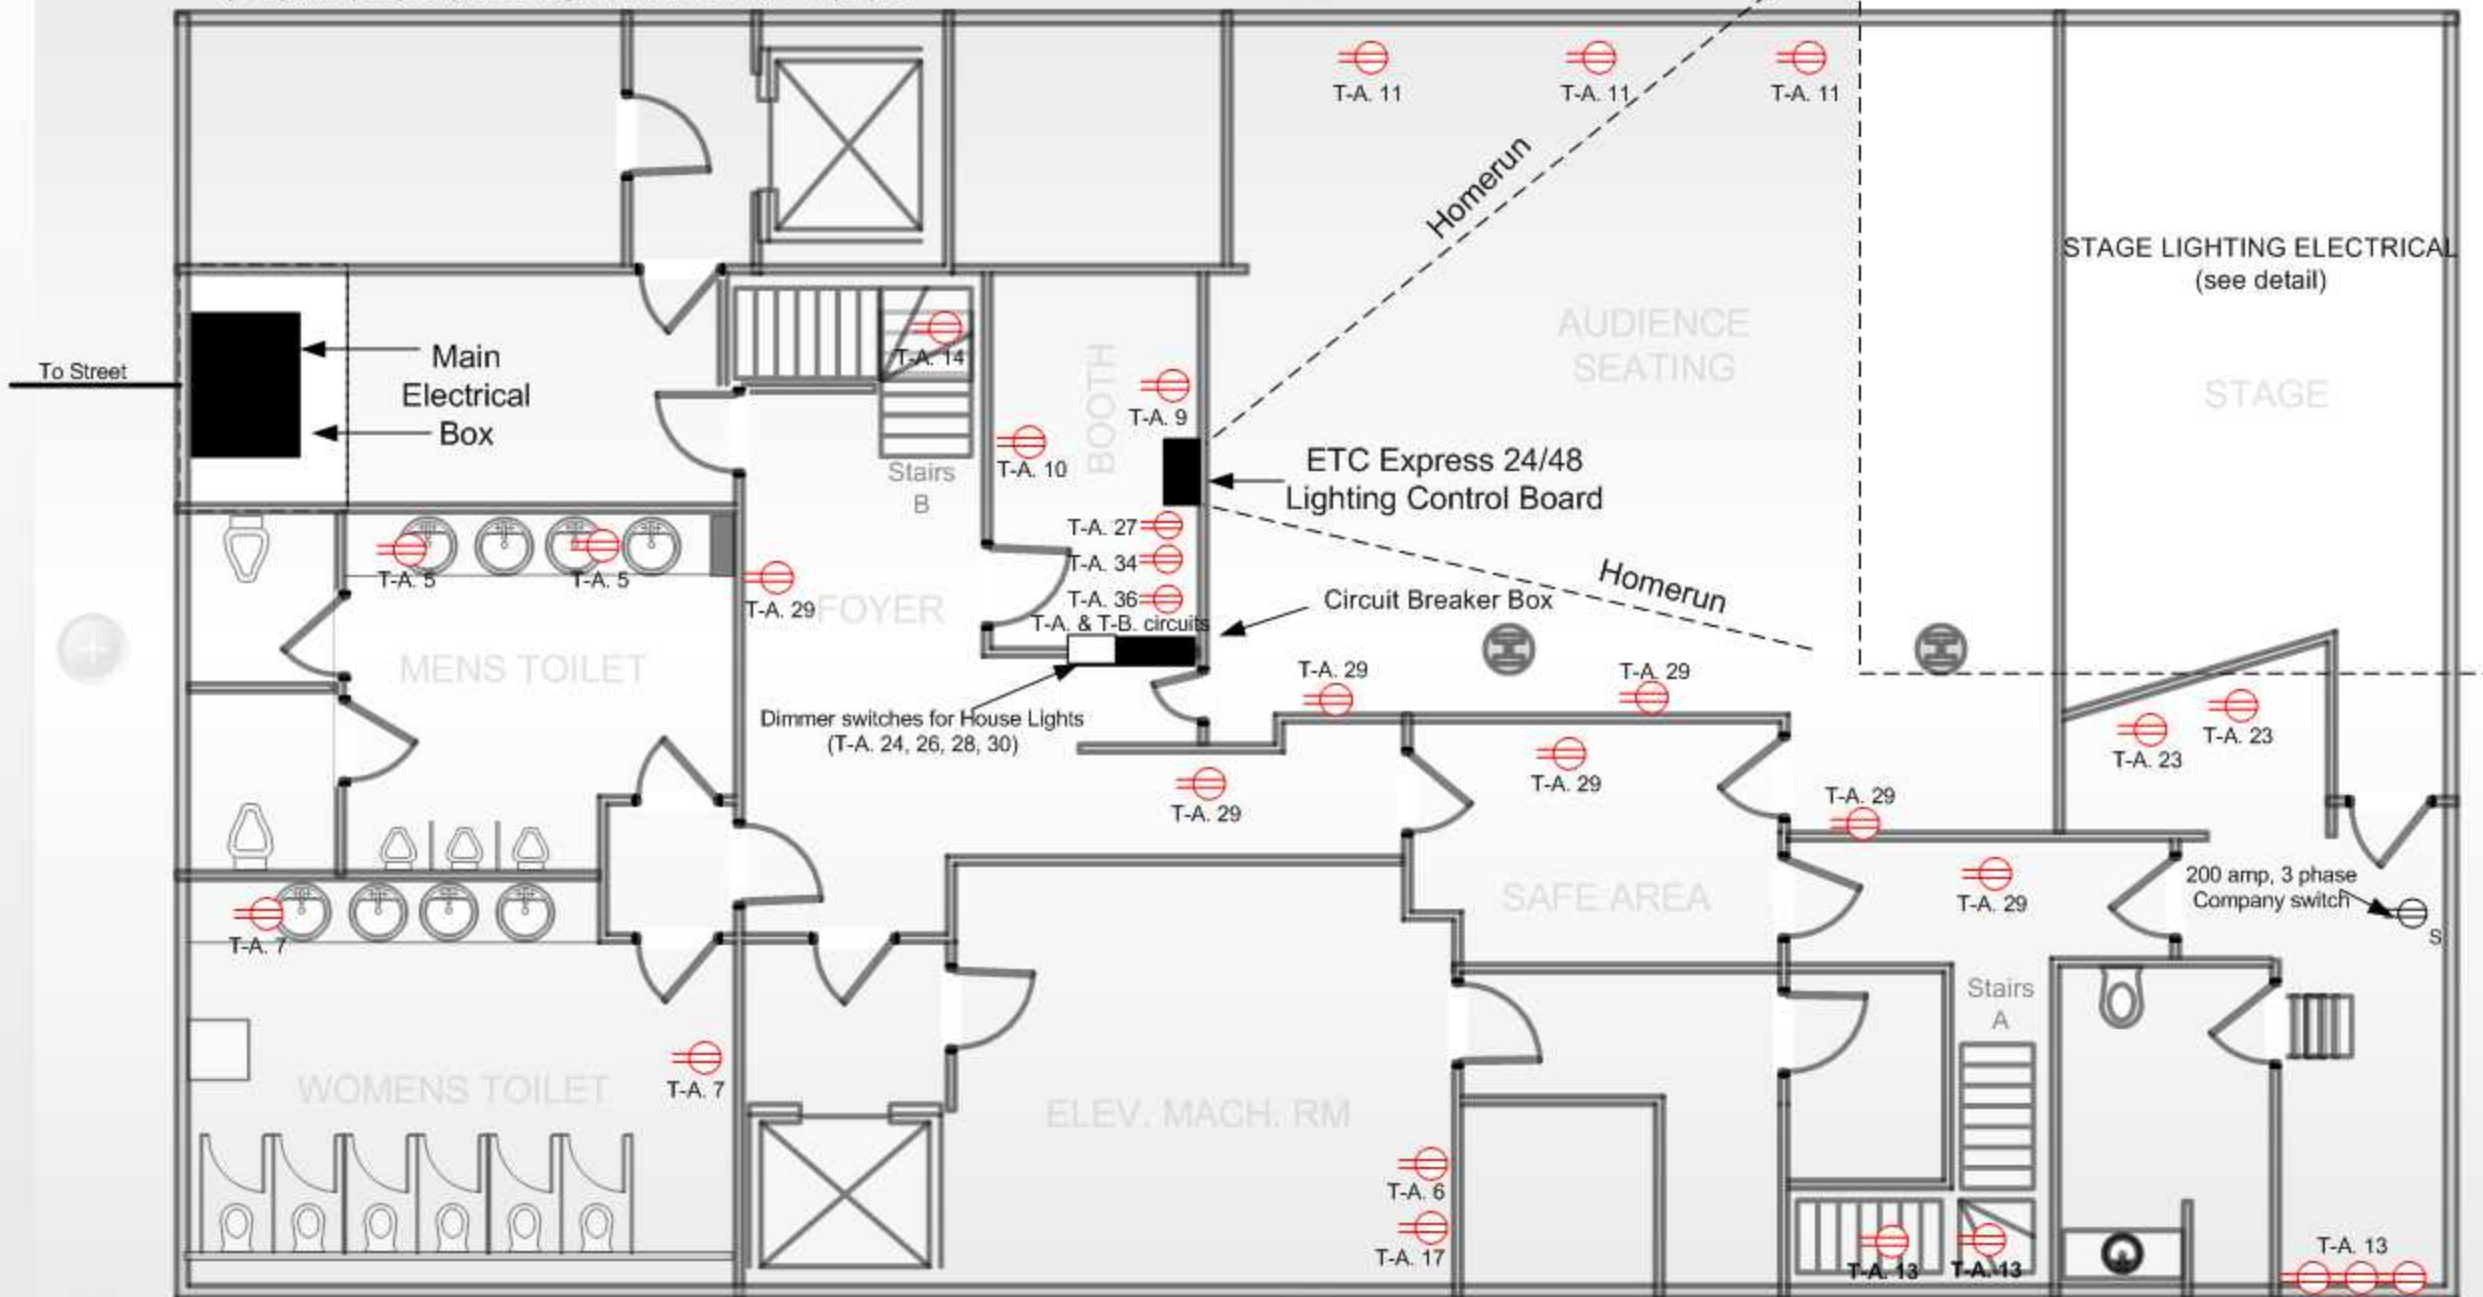 T-A. 11
T-A. 11
T-A. 11
Homerun
STAGE LIGHTING ELECTRICAL
(see detail)
AUDIENCE
SEATING
STAGE
To Street
Main
Electrical
Box
T-A. 14
BOOTH
T-A. 9
T-A. 10
Stairs
B
ETC Express 24/48
Lighting Control Board
T-A. 27
T-A. 34
T-A. 36
T-A. & T-B. circuits
Circuit Breaker Box
Homerun
T-A. 5
T-A. 5
T-A. 29
FOYER
MENS TOILET
T-A. 29
T-A. 29
Dimmer switches for House Lights
(T-A. 24, 26, 28, 30)
T-A. 23
T-A. 23
T-A. 29
T-A. 29
T-A. 29
200 amp, 3 phase
Company switch
S
SAFE AREA
T-A. 29
T-A. 7
Stairs
A
T-A. 7
WOMENS TOILET
ELEV. MACH. RM
T-A. 6
T-A. 17
T-A. 13
T-A. 13
T-A. 13